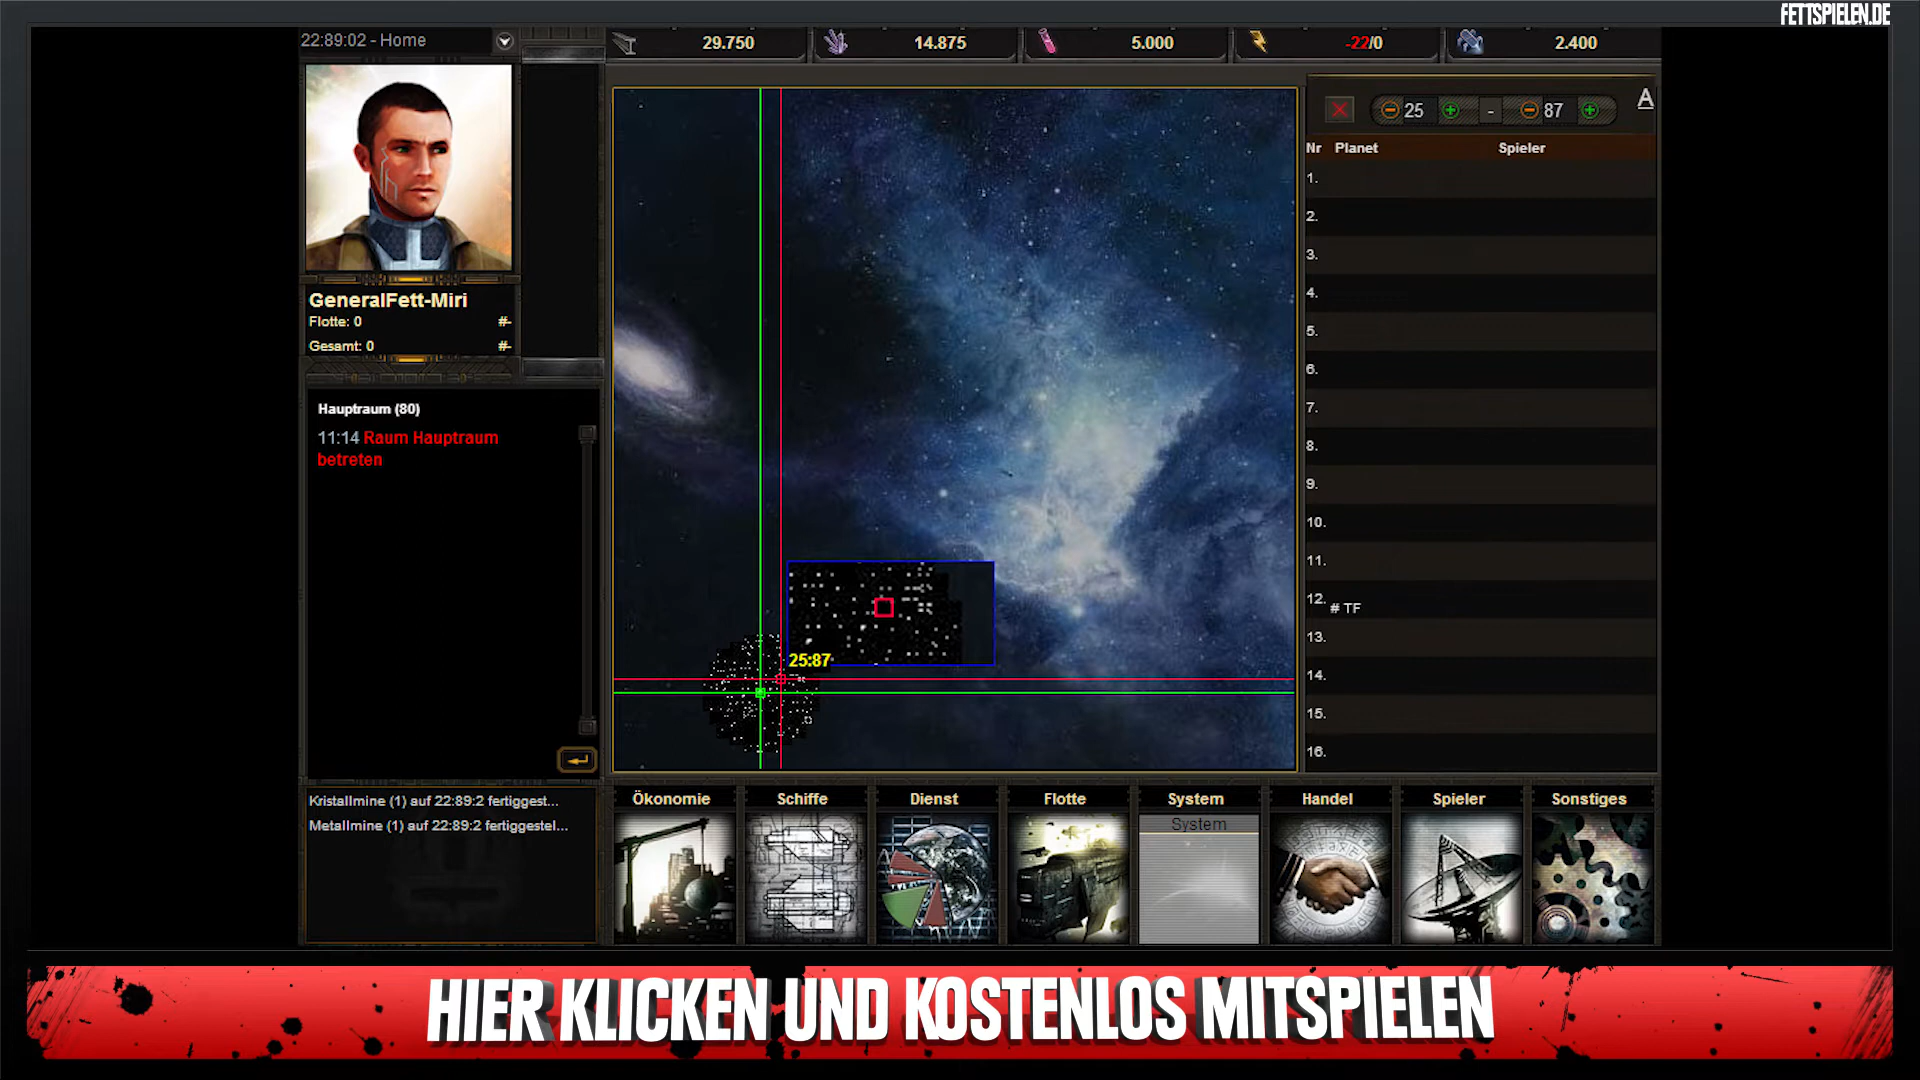 FETTSPIELEN.DE
22:89:02 - Home
29.750
14.875
5.000
-22/0
2.400
GeneralFett-Miri
Flotte: 0 #-
Gesamt: 0 #-
Hauptraum (80)
11:14 Raum Hauptraum
betreten
Kristallmine (1) auf 22:89:2 fertiggest...
Metallmine (1) auf 22:89:2 fertiggestel...
25:87
25 - 87
A
Nr Planet Spieler
1.
2.
3.
4.
5.
6.
7.
8.
9.
10.
11.
12. # TF
13.
14.
15.
16.
Ökonomie
Schiffe
Dienst
Flotte
System
System
Handel
Spieler
Sonstiges
HIER KLICKEN UND KOSTENLOS MITSPIELEN